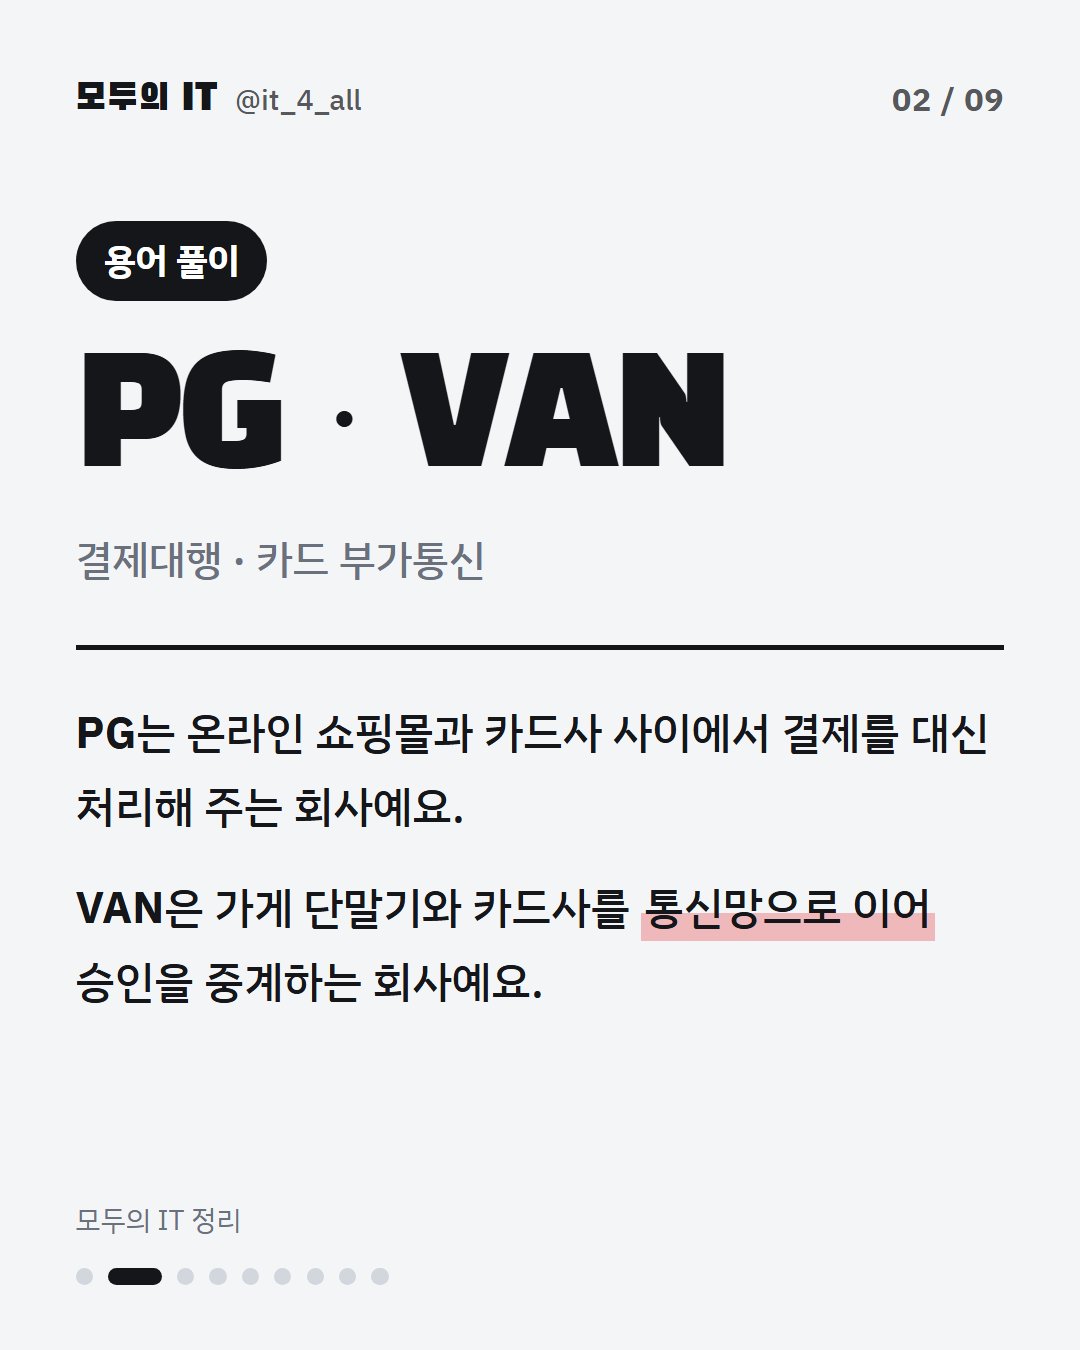 모두의 IT @it_4_all
02 / 09
용어 풀이
PG · VAN
결제대행 · 카드 부가통신
PG는 온라인 쇼핑몰과 카드사 사이에서 결제를 대신
처리해 주는 회사예요.
VAN은 가게 단말기와 카드사를 통신망으로 이어
승인을 중계하는 회사예요.
모두의 IT 정리